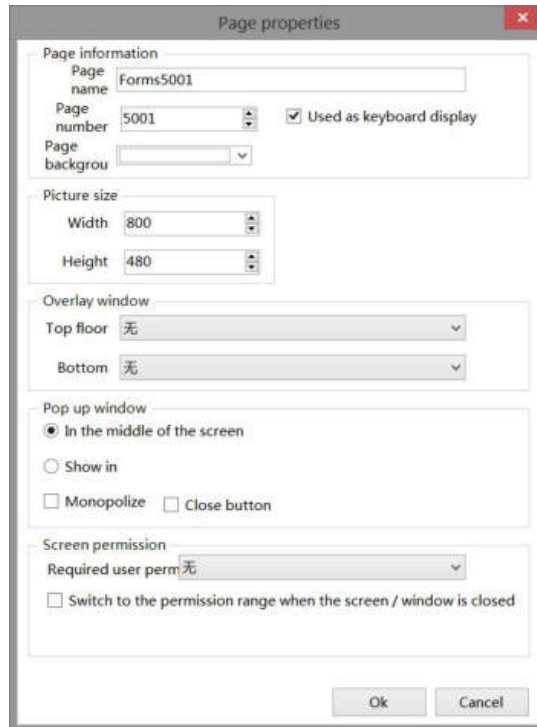 Page properties
Page information
Page name Forms5001
Page number 5001 Used as keyboard display
Page backgrou
Picture size
Width 800
Height 480
Overlay window
Top floor 无
Bottom 无
Pop up window
In the middle of the screen
Show in
Monopolize Close button
Screen permission
Required user perm 无
Switch to the permission range when the screen / window is closed
Ok Cancel